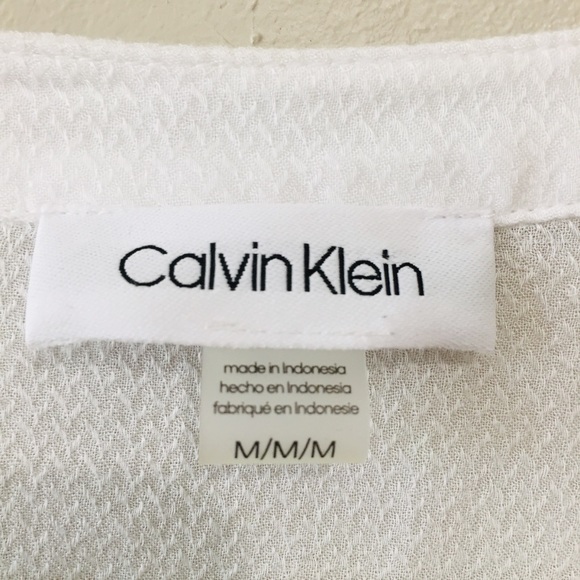 Calvin Klein
made in Indonesia
hecho en Indonesia
fabriqué en Indonesie
M/M/M